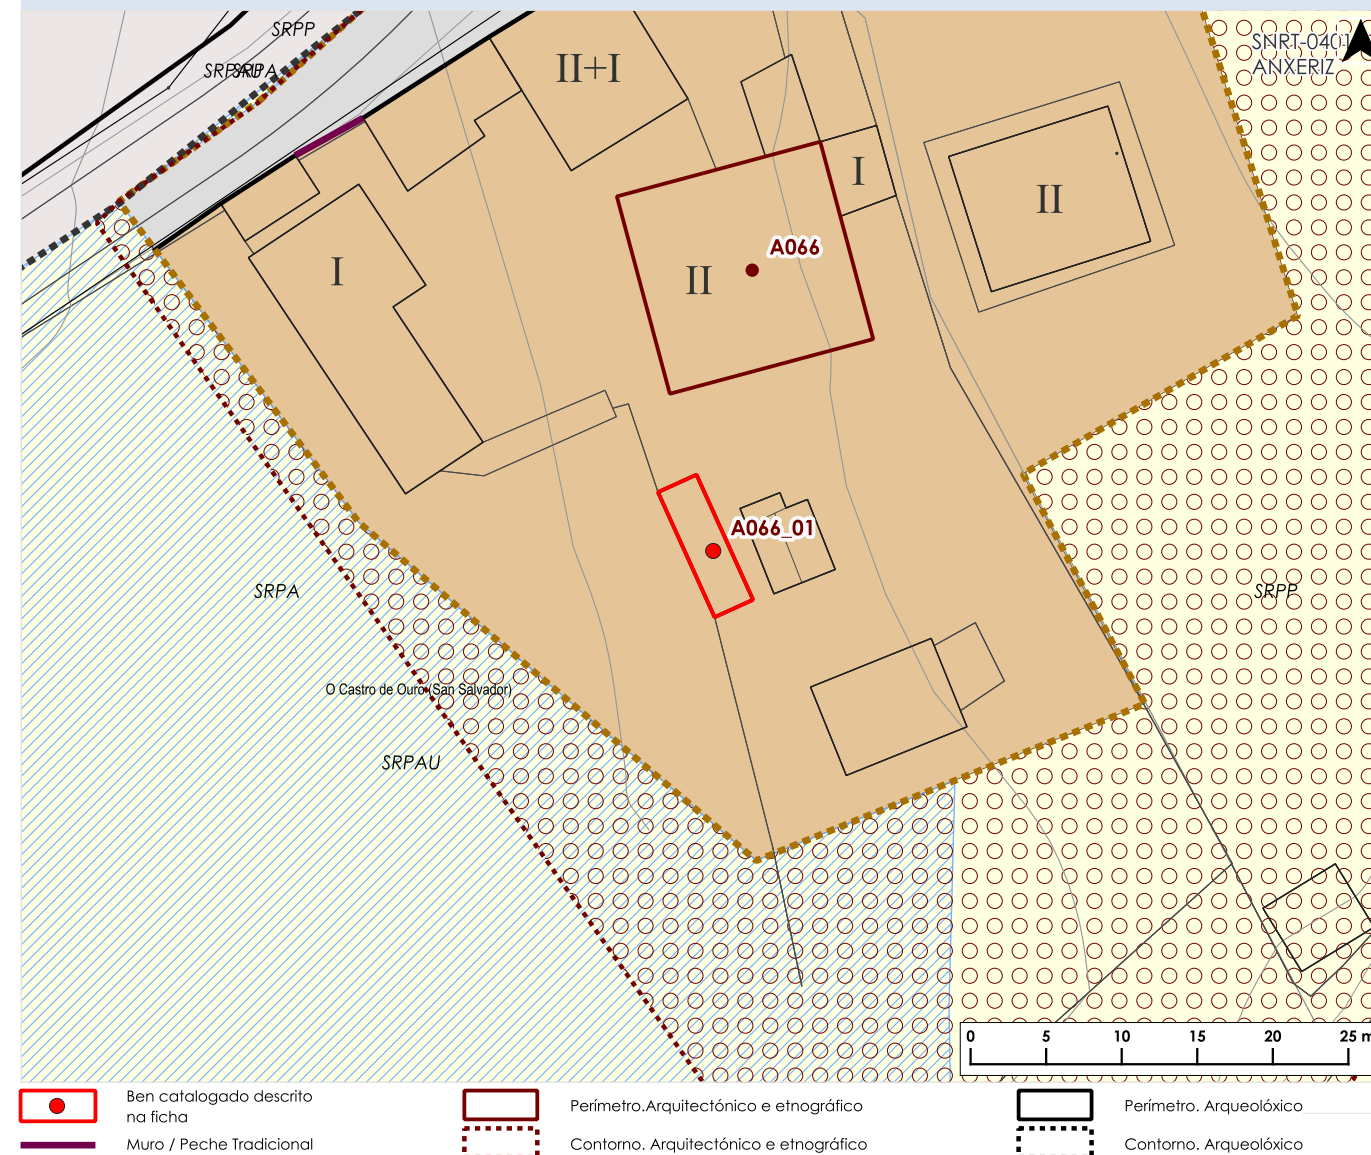 SRPP
SRPAU
SRPA
SNRT-0401
ANXERIZ
II+I
I
II
I
A066
II
A066_01
SRPA
SRPP
O Castro de Ouro (San Salvador)
SRPAU
0 5 10 15 20 25 m
Ben catalogado descrito
na ficha
Perímetro.Arquitectónico e etnográfico
Perímetro. Arqueolóxico
Muro / Peche Tradicional
Contorno. Arquitectónico e etnográfico
Contorno. Arqueolóxico